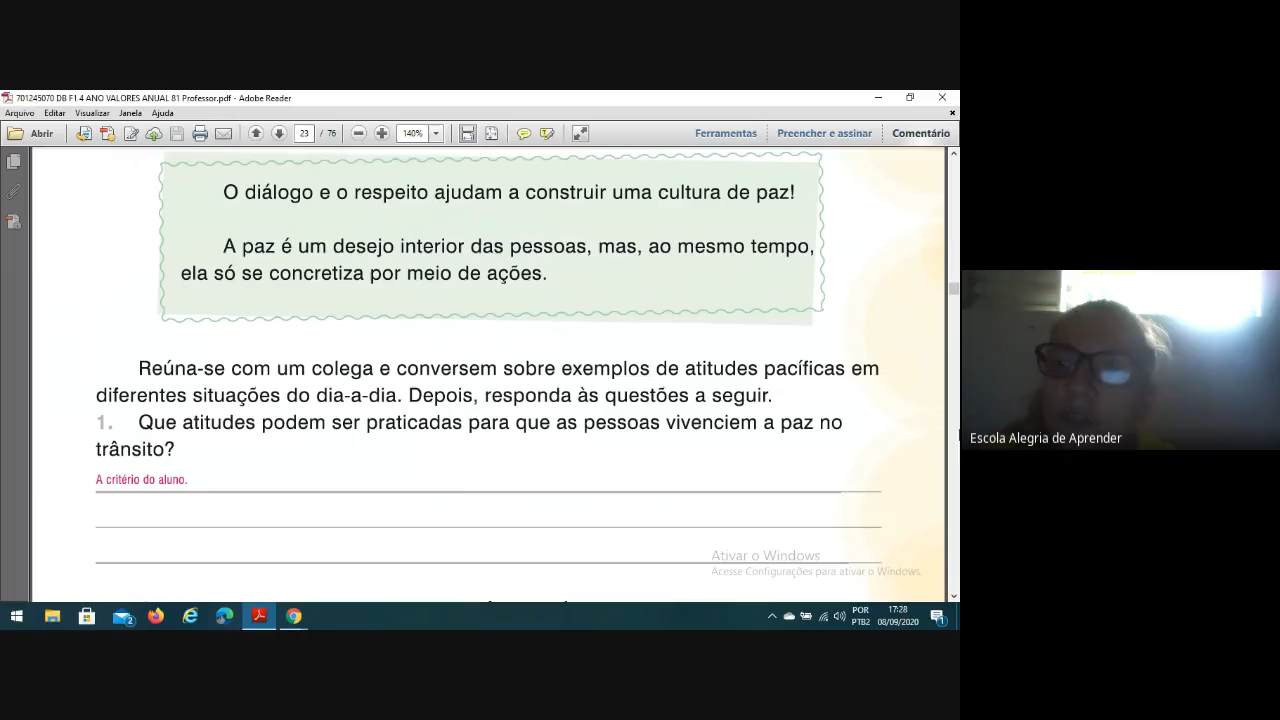 701245070 DB F1 4 ANO VALORES ANUAL 81 Professor.pdf - Adobe Reader
Arquivo Editar Visualizar Janela Ajuda
Abrir 23 / 76 140% Ferramentas Preencher e assinar Comentário
O diálogo e o respeito ajudam a construir uma cultura de paz!
A paz é um desejo interior das pessoas, mas, ao mesmo tempo,
ela só se concretiza por meio de ações.
Reúna-se com um colega e conversem sobre exemplos de atitudes pacíficas em
diferentes situações do dia-a-dia. Depois, responda às questões a seguir.
1. Que atitudes podem ser praticadas para que as pessoas vivenciem a paz no
trânsito?
A critério do aluno.
Ativar o Windows
Acesse Configurações para ativar o Windows.
POR 17:28
PTB2 08/09/2020
2
1
Escola Alegria de Aprender